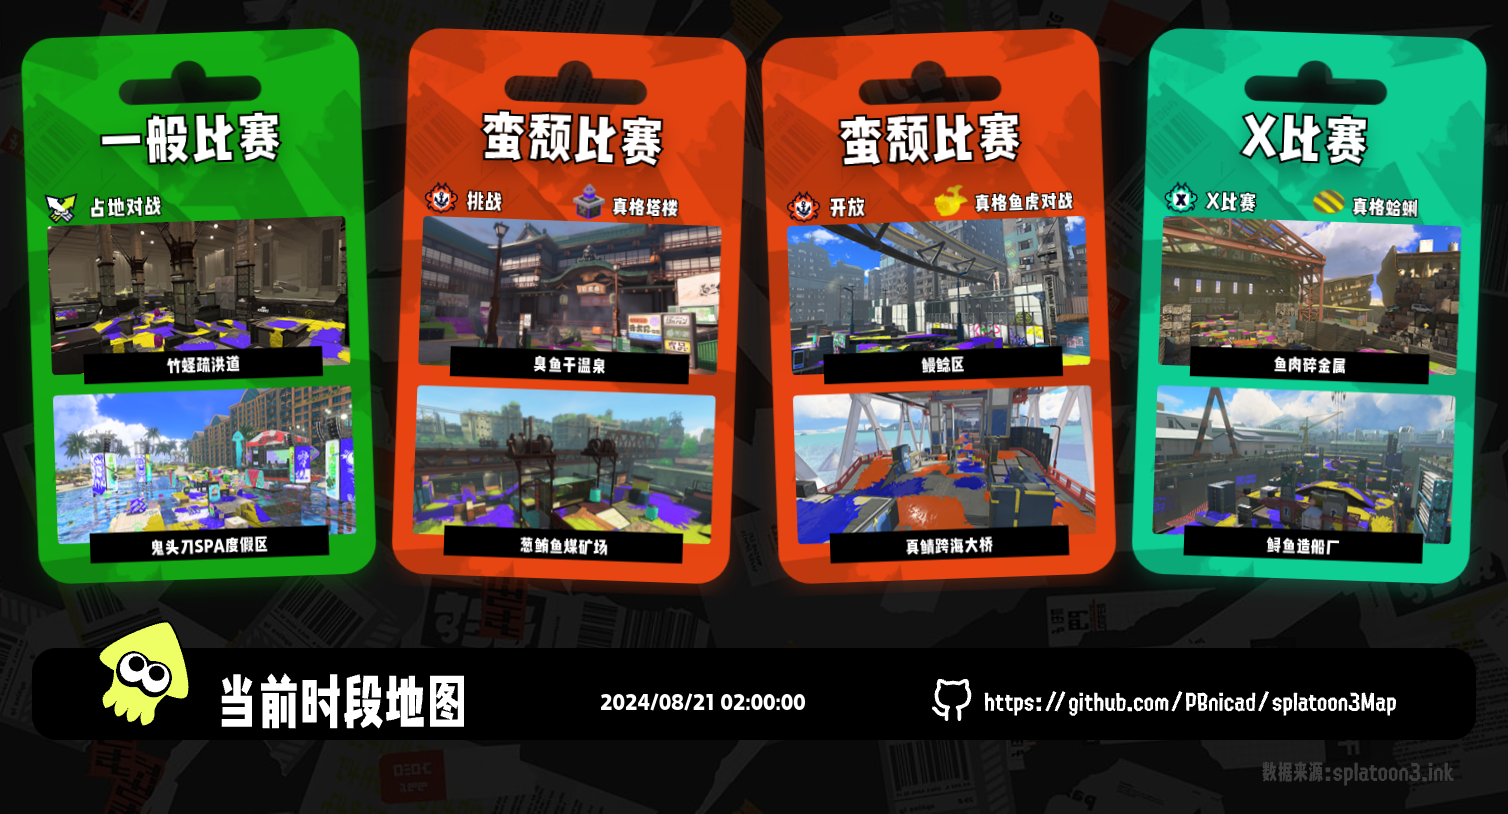 一般比赛
占地对战
竹蛏疏洪道
鬼头刀SPA度假区
蛮颓比赛
挑战
真格塔楼
臭鱼干温泉
葱鲔鱼煤矿场
蛮颓比赛
开放
真格鱼虎对战
鳗鲶区
真鲭跨海大桥
X比赛
X比赛
真格蛤蜊
鱼肉碎金属
鲟鱼造船厂
当前时段地图
2024/08/21 02:00:00
https://github.com/PBnicad/splatoon3Map
数据来源:splatoon3.ink